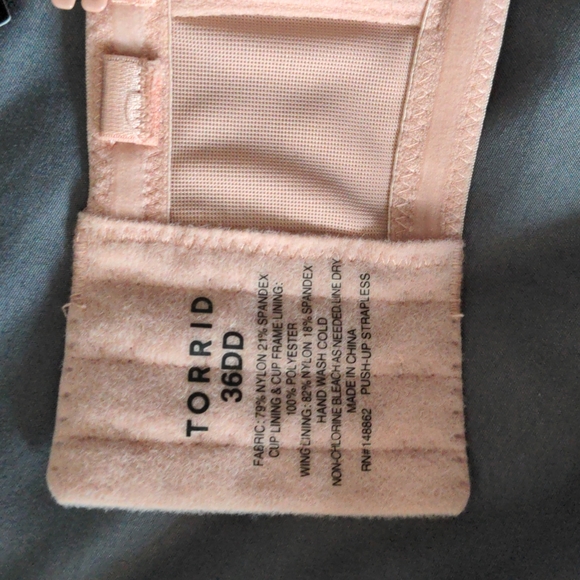 TORRID
36DD
FABRIC: 79% NYLON 21% SPANDEX
CUP LINING & CUP FRAME LINING:
100% POLYESTER
WING LINING: 82% NYLON 18% SPANDEX
HAND WASH COLD
NON-CHLORINE BLEACH AS NEEDED.LINE DRY
MADE IN CHINA
RN# 148862 PUSH-UP STRAPLESS